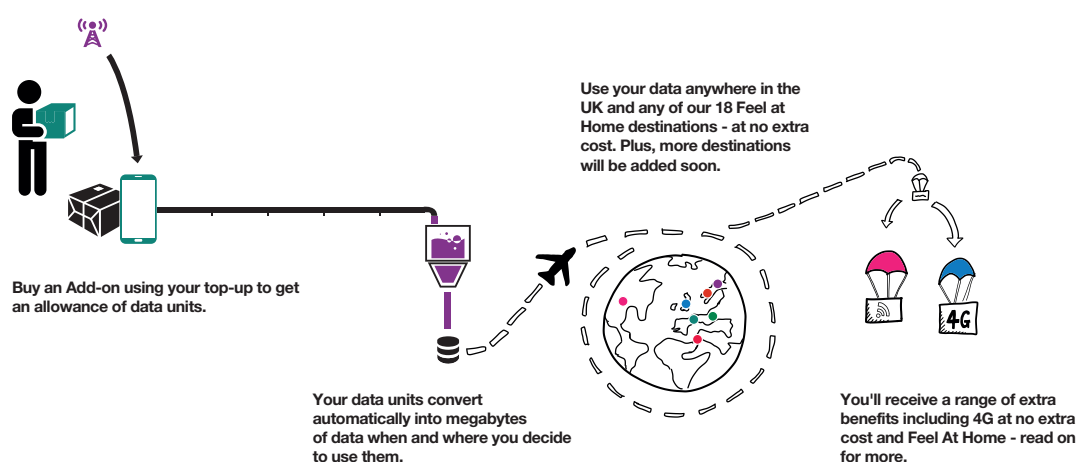 Use your data anywhere in the
UK and any of our 18 Feel at
Home destinations - at no extra
cost. Plus, more destinations
will be added soon.
Buy an Add-on using your top-up to get
an allowance of data units.
4G
Your data units convert
automatically into megabytes
of data when and where you decide
to use them.
You'll receive a range of extra
benefits including 4G at no extra
cost and Feel At Home - read on
for more.